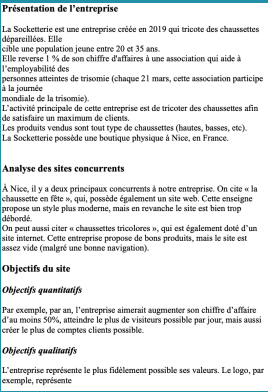 Présentation de l'entreprise
La Socketterie est une entreprise créée en 2019 qui tricote des chaussettes
dépareillées. Elle
cible une population jeune entre 20 et 35 ans.
Elle reverse 1 % de son chiffre d'affaires à une association qui aide à
l'employabilité des
personnes atteintes de trisomie (chaque 21 mars, cette association participe
à la journée
mondiale de la trisomie).
L'activité principale de cette entreprise est de tricoter des chaussettes afin
de satisfaire un maximum de clients.
Les produits vendus sont tout type de chaussettes (hautes, basses, etc).
La Socketterie possède une boutique physique à Nice, en France.
Analyse des sites concurrents
À Nice, il y a deux principaux concurrents à notre entreprise. On cite « la
chaussette en fête », qui, possède également un site web. Cette enseigne
propose un style plus moderne, mais en revanche le site est bien trop
débordé.
On peut aussi citer « chaussettes tricolores », qui est également doté d'un
site internet. Cette entreprise propose de bons produits, mais le site est
assez vide (malgré une bonne navigation).
Objectifs du site
Objectifs quantitatifs
Par exemple, par an, l'entreprise aimerait augmenter son chiffre d'affaire
d'au moins 50%, atteindre le plus de visiteurs possible par jour, mais aussi
créer le plus de comptes clients possible.
Objectifs qualitatifs
L'entreprise représente le plus fidèlement possible ses valeurs. Le logo, par
exemple, représente